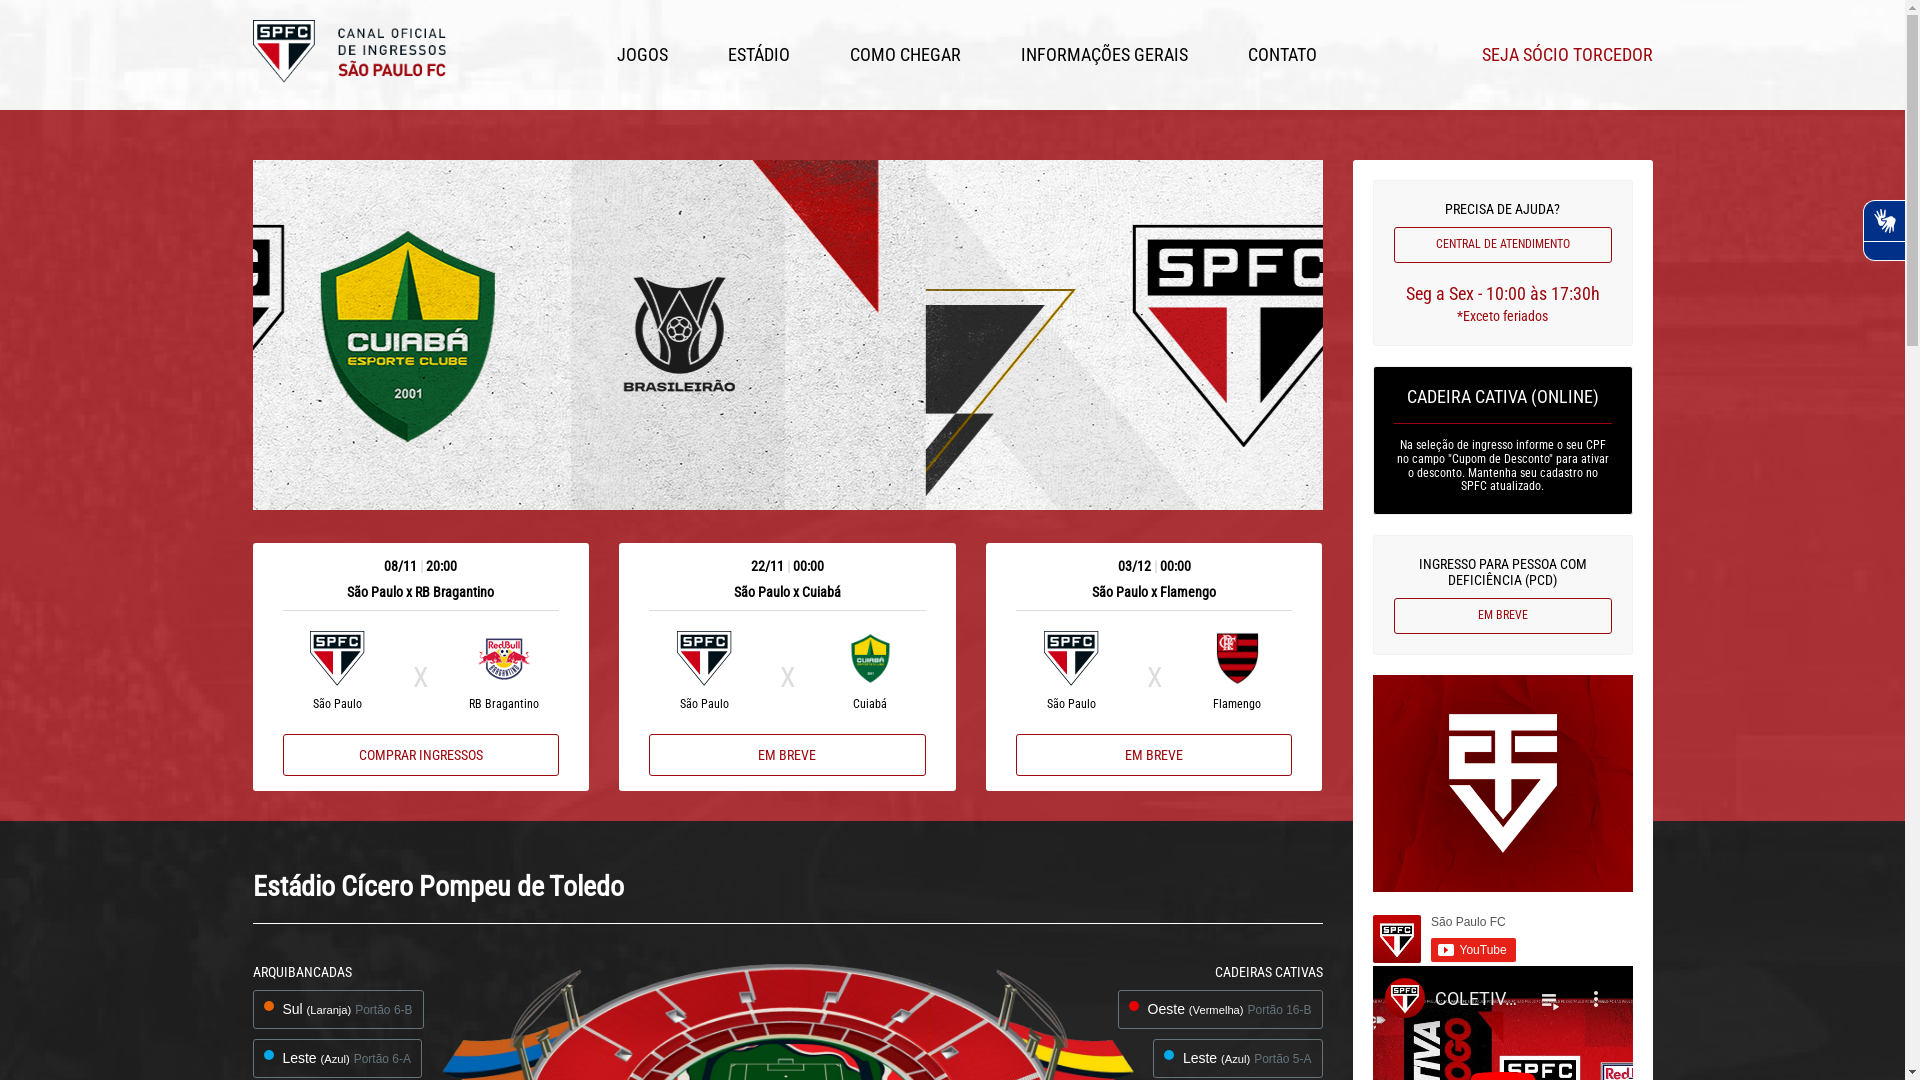 SPFC
CANAL OFICIAL
DE INGRESSOS
SÃO PAULO FC
JOGOS
ESTÁDIO
COMO CHEGAR
INFORMAÇÕES GERAIS
CONTATO
SEJA SÓCIO TORCEDOR
CUIABÁ
ESPORTE CLUBE
2001
BRASILEIRÃO
SPFC
PRECISA DE AJUDA?
CENTRAL DE ATENDIMENTO
Seg a Sex - 10:00 às 17:30h
*Exceto feriados
CADEIRA CATIVA (ONLINE)
Na seleção de ingresso informe o seu CPF
no campo "Cupom de Desconto" para ativar
o desconto. Mantenha seu cadastro no
SPFC atualizado.
INGRESSO PARA PESSOA COM
DEFICIÊNCIA (PCD)
EM BREVE
08/11 | 20:00
São Paulo x RB Bragantino
SPFC
X
RedBull
BRAGANTINO
São Paulo
RB Bragantino
COMPRAR INGRESSOS
22/11 | 00:00
São Paulo x Cuiabá
SPFC
X
CUIABÁ
São Paulo
Cuiabá
EM BREVE
03/12 | 00:00
São Paulo x Flamengo
SPFC
X
São Paulo
Flamengo
EM BREVE
São Paulo FC
SPFC
YouTube
SPFC
COLETIV...
SPFC
RedBull
Estádio Cícero Pompeu de Toledo
ARQUIBANCADAS
Sul (Laranja) Portão 6-B
Leste (Azul) Portão 6-A
CADEIRAS CATIVAS
Oeste (Vermelha) Portão 16-B
Leste (Azul) Portão 5-A